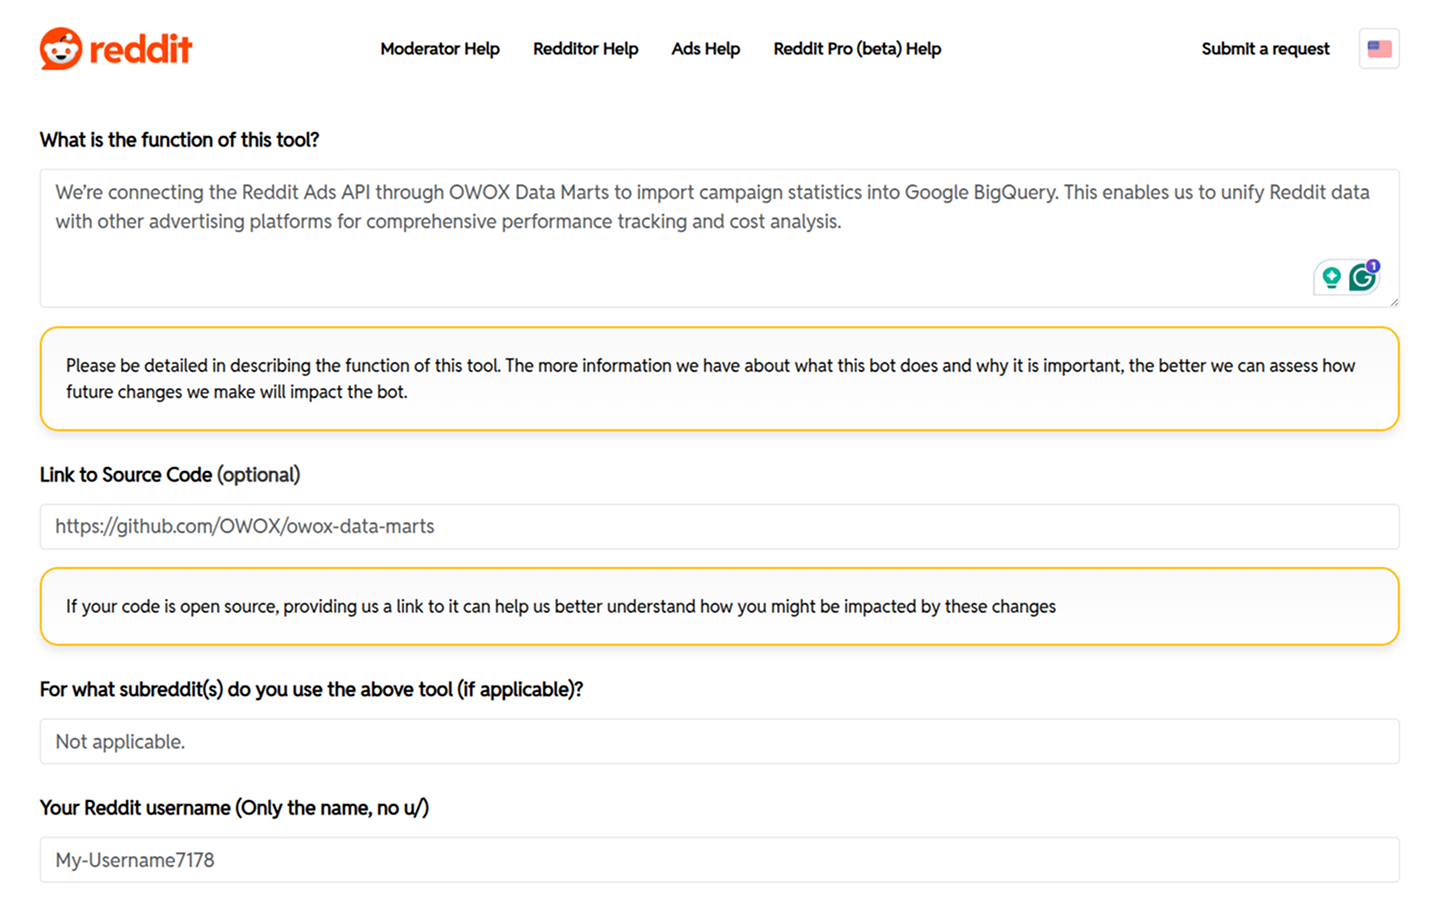 reddit
Moderator Help
Redditor Help
Ads Help
Reddit Pro (beta) Help
Submit a request
What is the function of this tool?
We're connecting the Reddit Ads API through OWOX Data Marts to import campaign statistics into Google BigQuery. This enables us to unify Reddit data
with other advertising platforms for comprehensive performance tracking and cost analysis.
1
Please be detailed in describing the function of this tool. The more information we have about what this bot does and why it is important, the better we can assess how
future changes we make will impact the bot.
Link to Source Code (optional)
https://github.com/OWOX/owox-data-marts
If your code is open source, providing us a link to it can help us better understand how you might be impacted by these changes
For what subreddit(s) do you use the above tool (if applicable)?
Not applicable.
Your Reddit username (Only the name, no u/)
My-Username7178